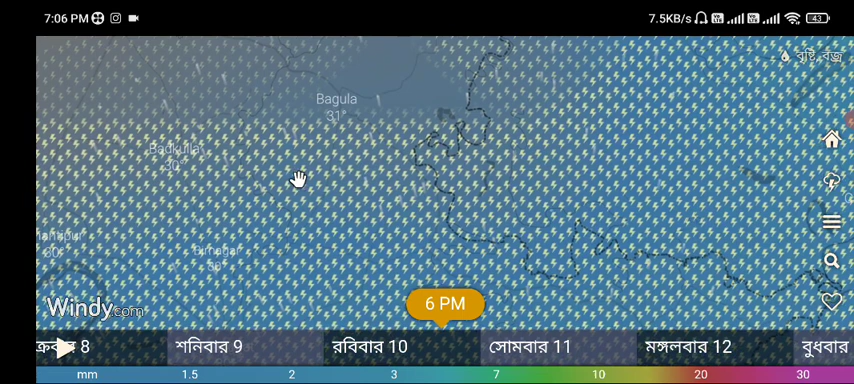 7:06 PM
7.5KB/s
43
বৃষ্টি, বজ্র
Bagula
31°
Badkulla
30°
Birnagar
30°
Windy.com
6 PM
ক্রবার 8 শনিবার 9 রবিবার 10 সোমবার 11 মঙ্গলবার 12 বুধবার
mm 1.5 2 3 7 10 20 30